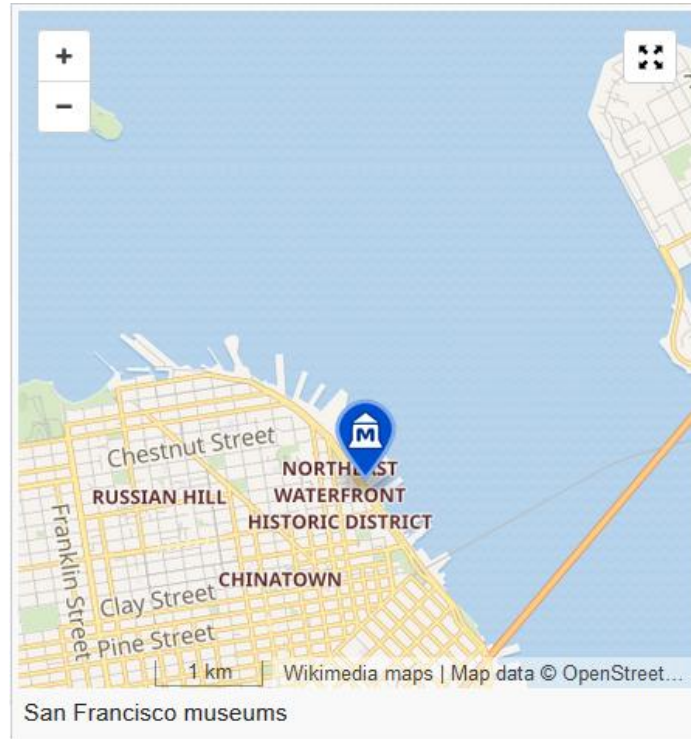 +
−
Chestnut Street
NORTHEAST
WATERFRONT
HISTORIC DISTRICT
RUSSIAN HILL
Franklin Street
CHINATOWN
Clay Street
Pine Street
1 km
Wikimedia maps | Map data © OpenStreet…
San Francisco museums